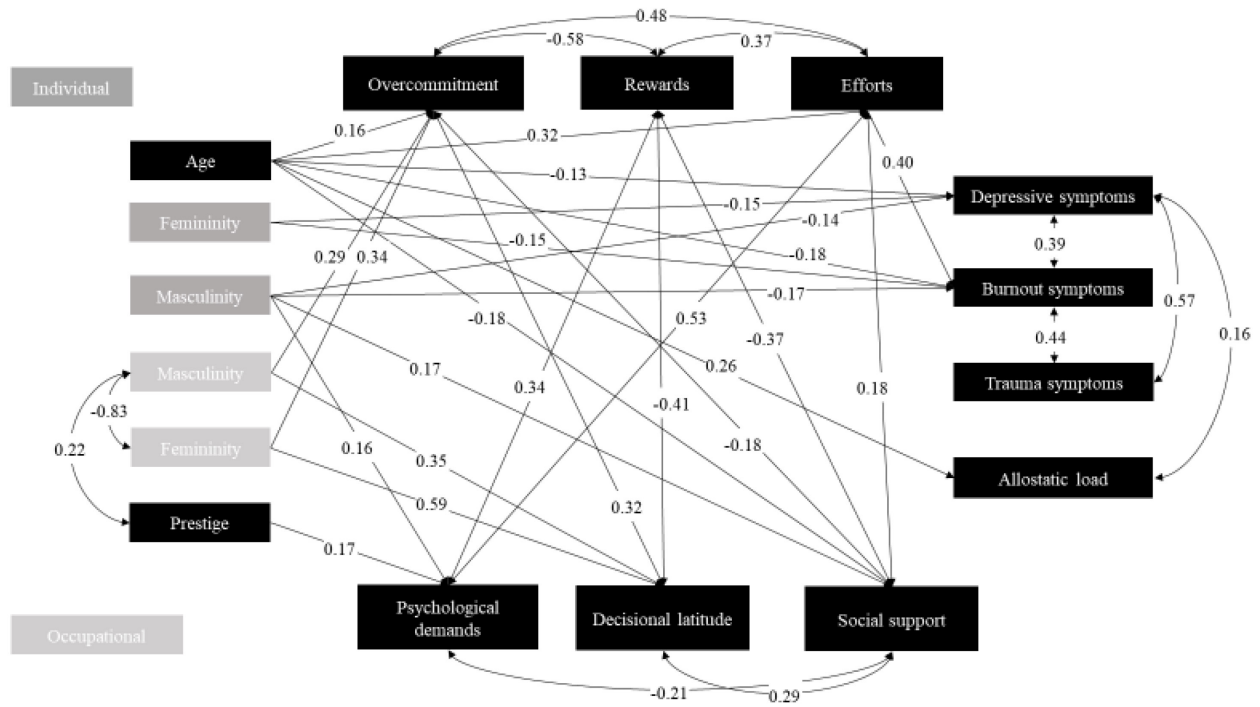 0.48
-0.58
0.37
Individual
Overcommitment
Rewards
Efforts
0.16
0.32
Age
0.40
-0.13
Depressive symptoms
-0.15
Femininity
-0.14
-0.15
0.39
0.29
0.34
-0.18
Masculinity
-0.17
Burnout symptoms
0.57
-0.18
0.53
0.16
-0.37
0.44
0.17
0.26
Masculinity
Trauma symptoms
0.34
0.18
-0.83
-0.41
0.22
Femininity
0.16
-0.18
0.35
Allostatic load
0.59
0.32
Prestige
0.17
Psychological
demands
Decisional latitude
Social support
Occupational
-0.21
0.29